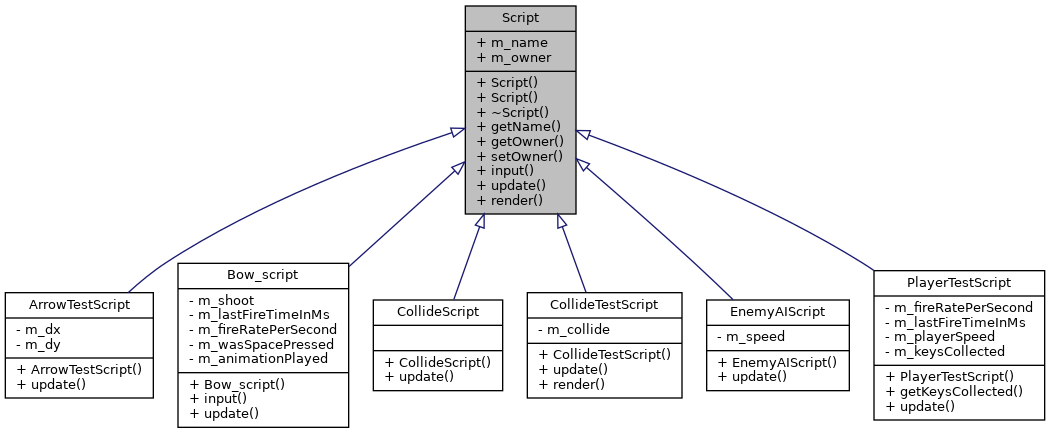 Script
+ m_name
+ m_owner
+ Script()
+ Script()
+ ~Script()
+ getName()
+ getOwner()
+ setOwner()
+ input()
+ update()
+ render()
ArrowTestScript
- m_dx
- m_dy
+ ArrowTestScript()
+ update()
Bow_script
- m_shoot
- m_lastFireTimeInMs
- m_fireRatePerSecond
- m_wasSpacePressed
- m_animationPlayed
+ Bow_script()
+ input()
+ update()
CollideScript
+ CollideScript()
+ update()
CollideTestScript
- m_collide
+ CollideTestScript()
+ update()
+ render()
EnemyAIScript
- m_speed
+ EnemyAIScript()
+ update()
PlayerTestScript
- m_fireRatePerSecond
- m_lastFireTimeInMs
- m_playerSpeed
- m_keysCollected
+ PlayerTestScript()
+ getKeysCollected()
+ update()